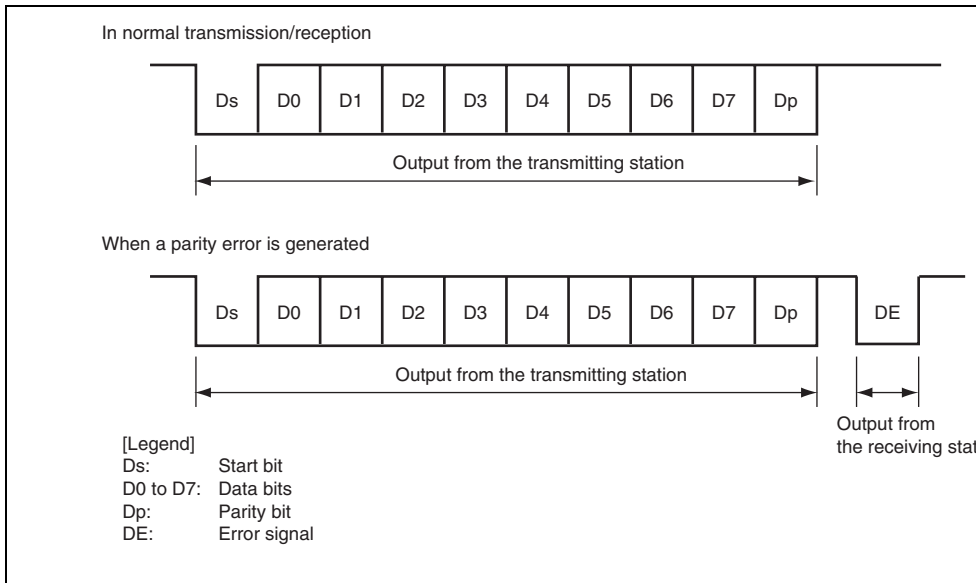 In normal transmission/reception
Ds D0 D1 D2 D3 D4 D5 D6 D7 Dp
Output from the transmitting station
When a parity error is generated
Ds D0 D1 D2 D3 D4 D5 D6 D7 Dp DE
Output from the transmitting station
Output from
the receiving stat
[Legend]
Ds: Start bit
D0 to D7: Data bits
Dp: Parity bit
DE: Error signal